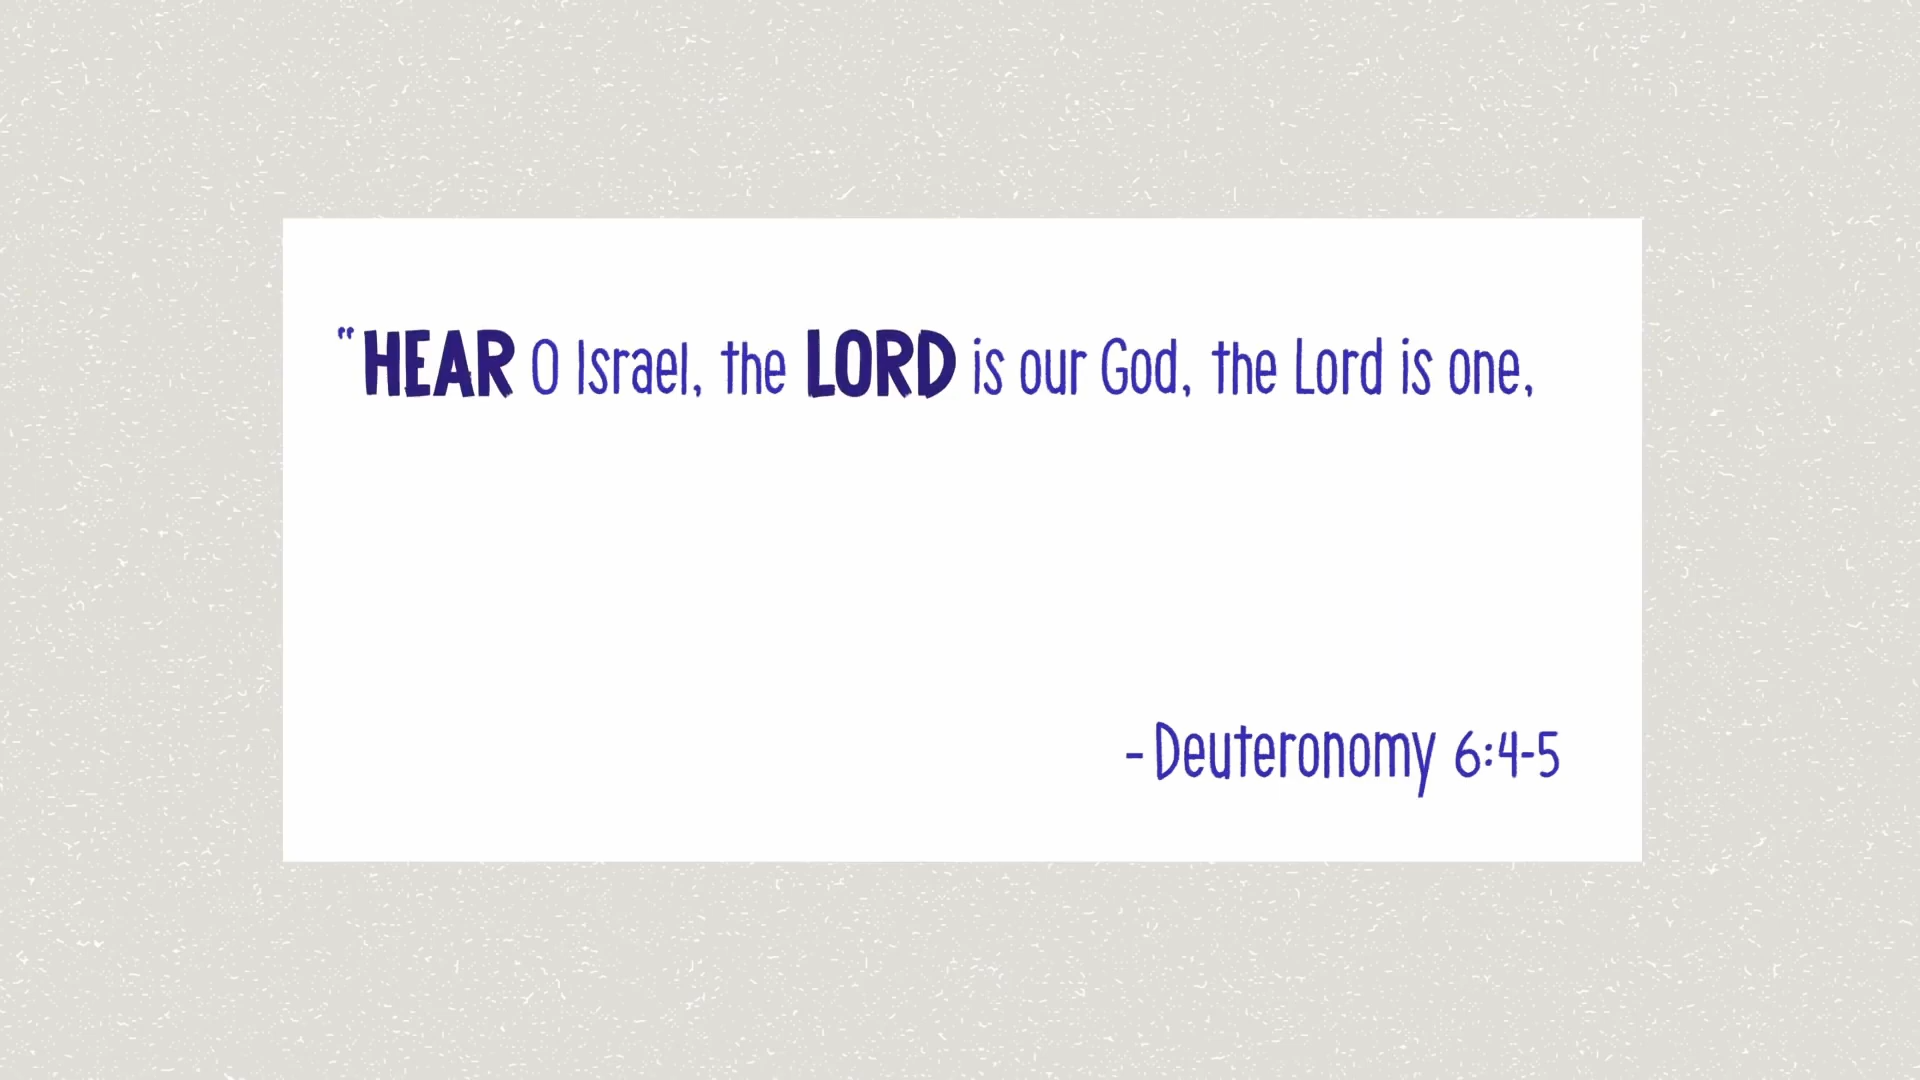 “HEAR O Israel, the LORD is our God, the Lord is one,
- Deuteronomy 6:4-5